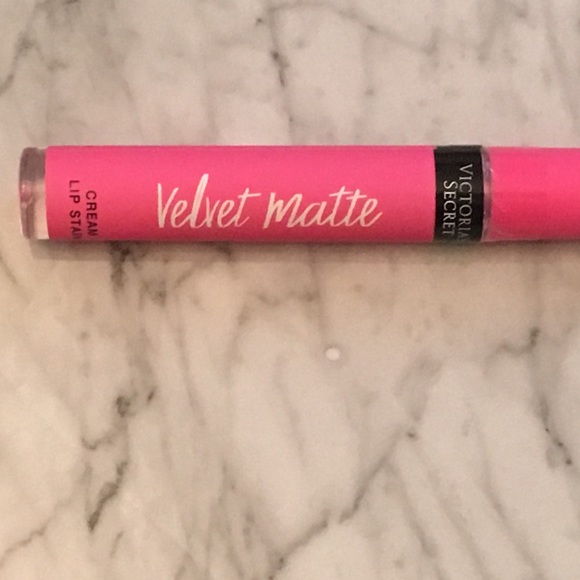 CREAM
LIP STAI
Velvet Matte
VICTORIA
SECRET